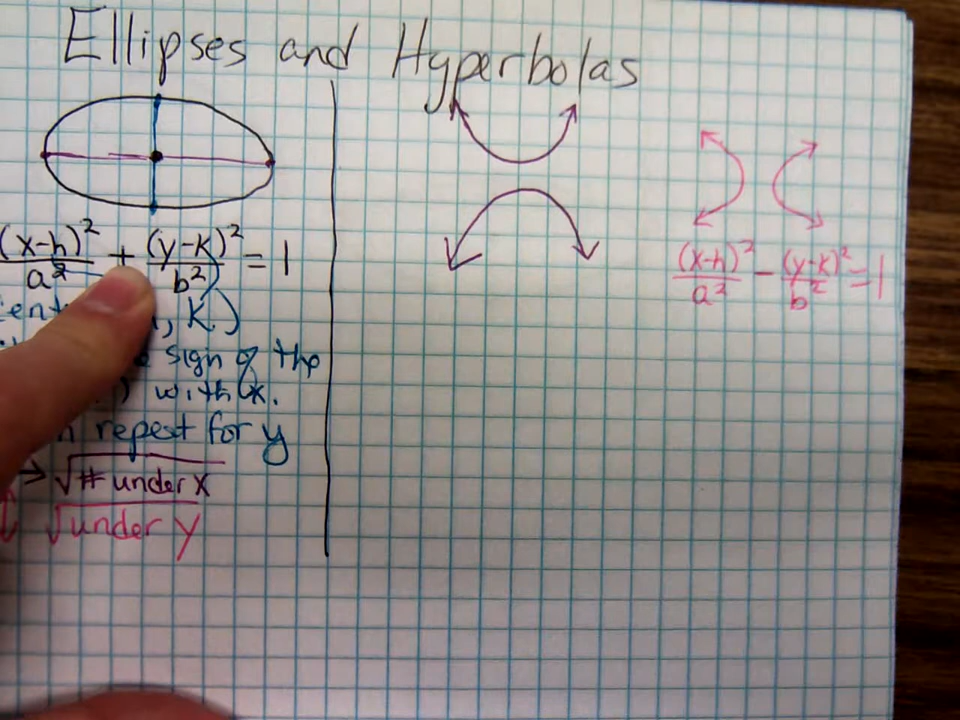 Ellipses and Hyperbolas
(x-h)²/a² + (y-k)²/b² = 1
, k)
sign of the
with x.
repeat for y
→ √# under x
√under y
(x-h)²/a² - (y-k)²/b² = 1